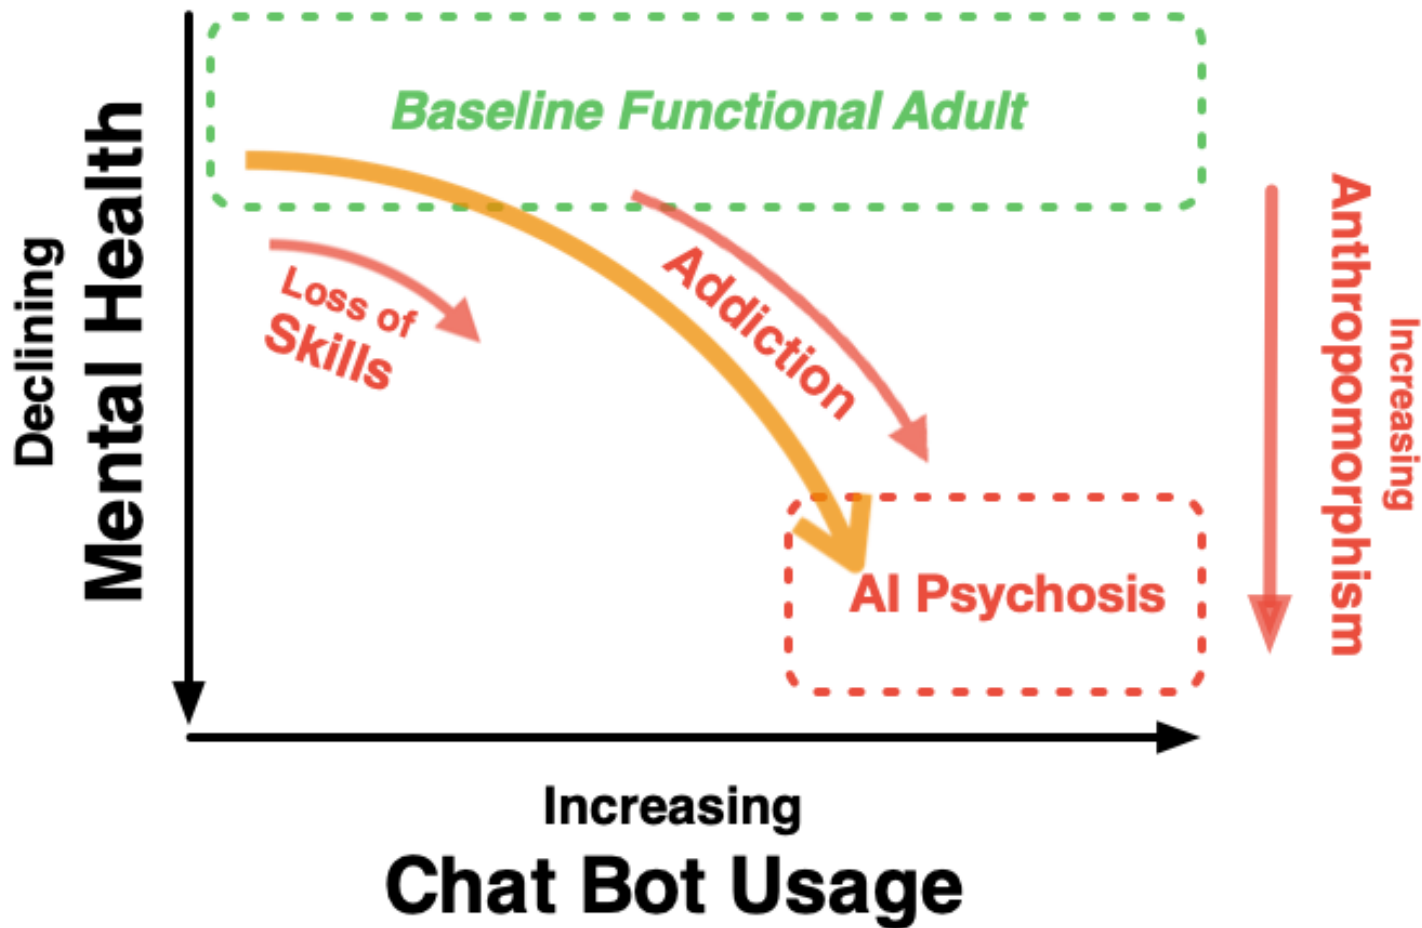 Baseline Functional Adult
Declining
Mental Health
Loss of
Skills
Addiction
AI Psychosis
Increasing
Anthropomorphism
Increasing
Chat Bot Usage